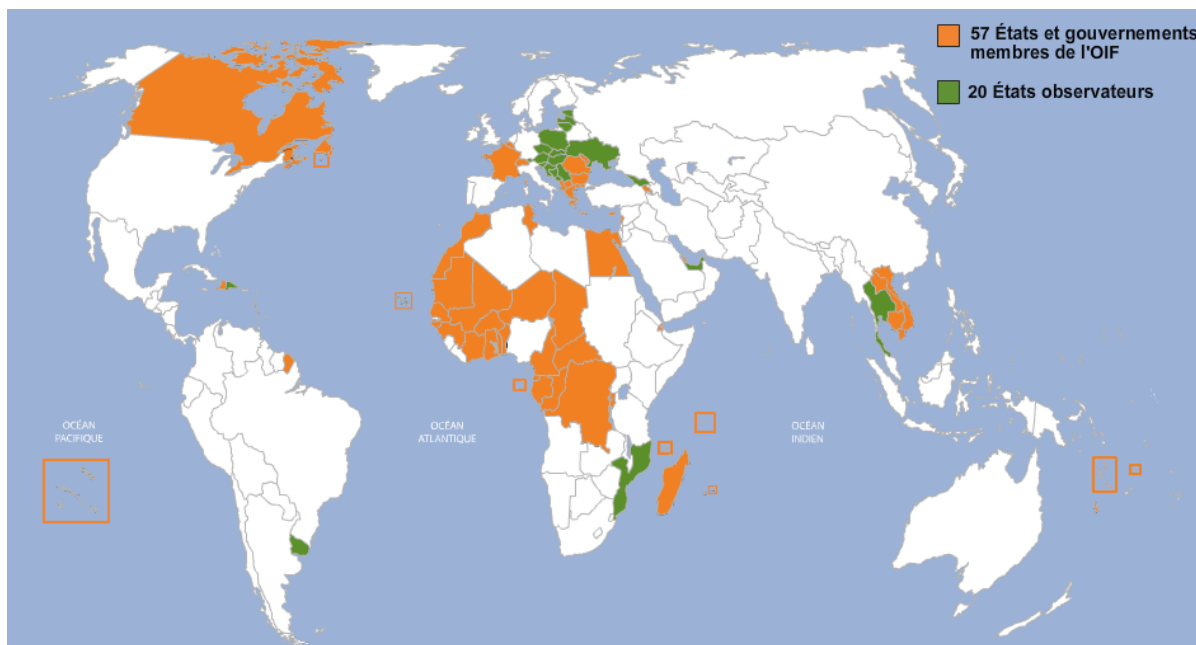 57 États et gouvernements
membres de l'OIF
20 États observateurs
OCÉAN
PACIFIQUE
OCÉAN
ATLANTIQUE
OCÉAN
INDIEN